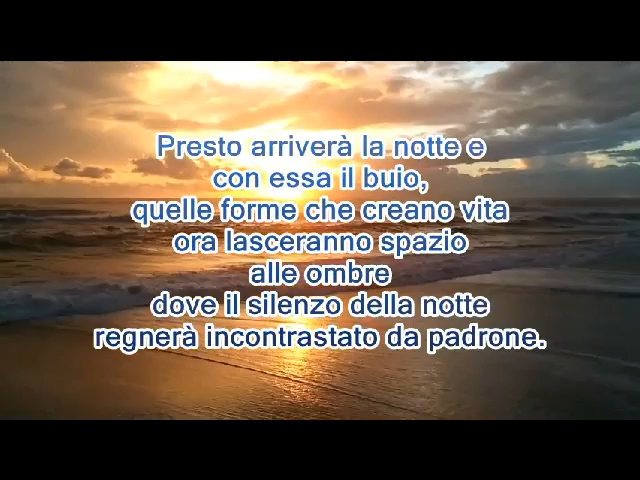 Presto arriverà la notte e
con essa il buio,
quelle forme che creano vita
ora lasceranno spazio
alle ombre
dove il silenzo della notte
regnerà incontrastato da padrone.